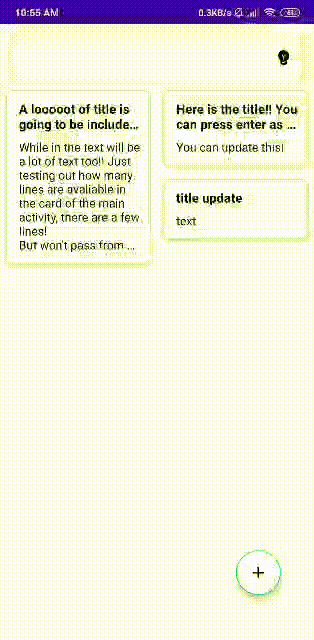 10:55 AM
0.3KB/s
A looooot of title is
going to be include...
While in the text will be
a lot of text too!! Just
testing out how many
lines are avaliable in
the card of the main
activity, there are a few
lines!
But won't pass from ...
Here is the title!! You
can press enter as ...
You can update this!
title update
text